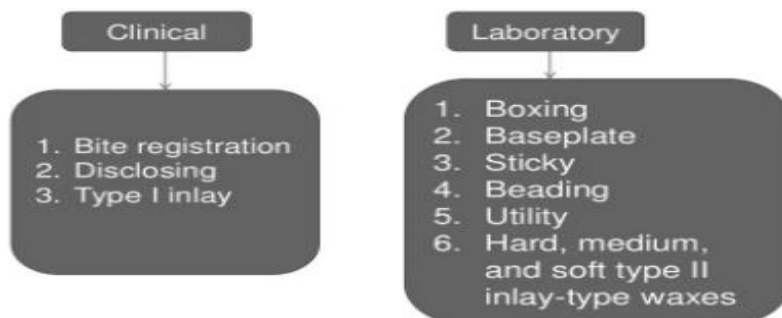 Clinical
1. Bite registration
2. Disclosing
3. Type I inlay
Laboratory
1. Boxing
2. Baseplate
3. Sticky
4. Beading
5. Utility
6. Hard, medium,
and soft type II
inlay-type waxes